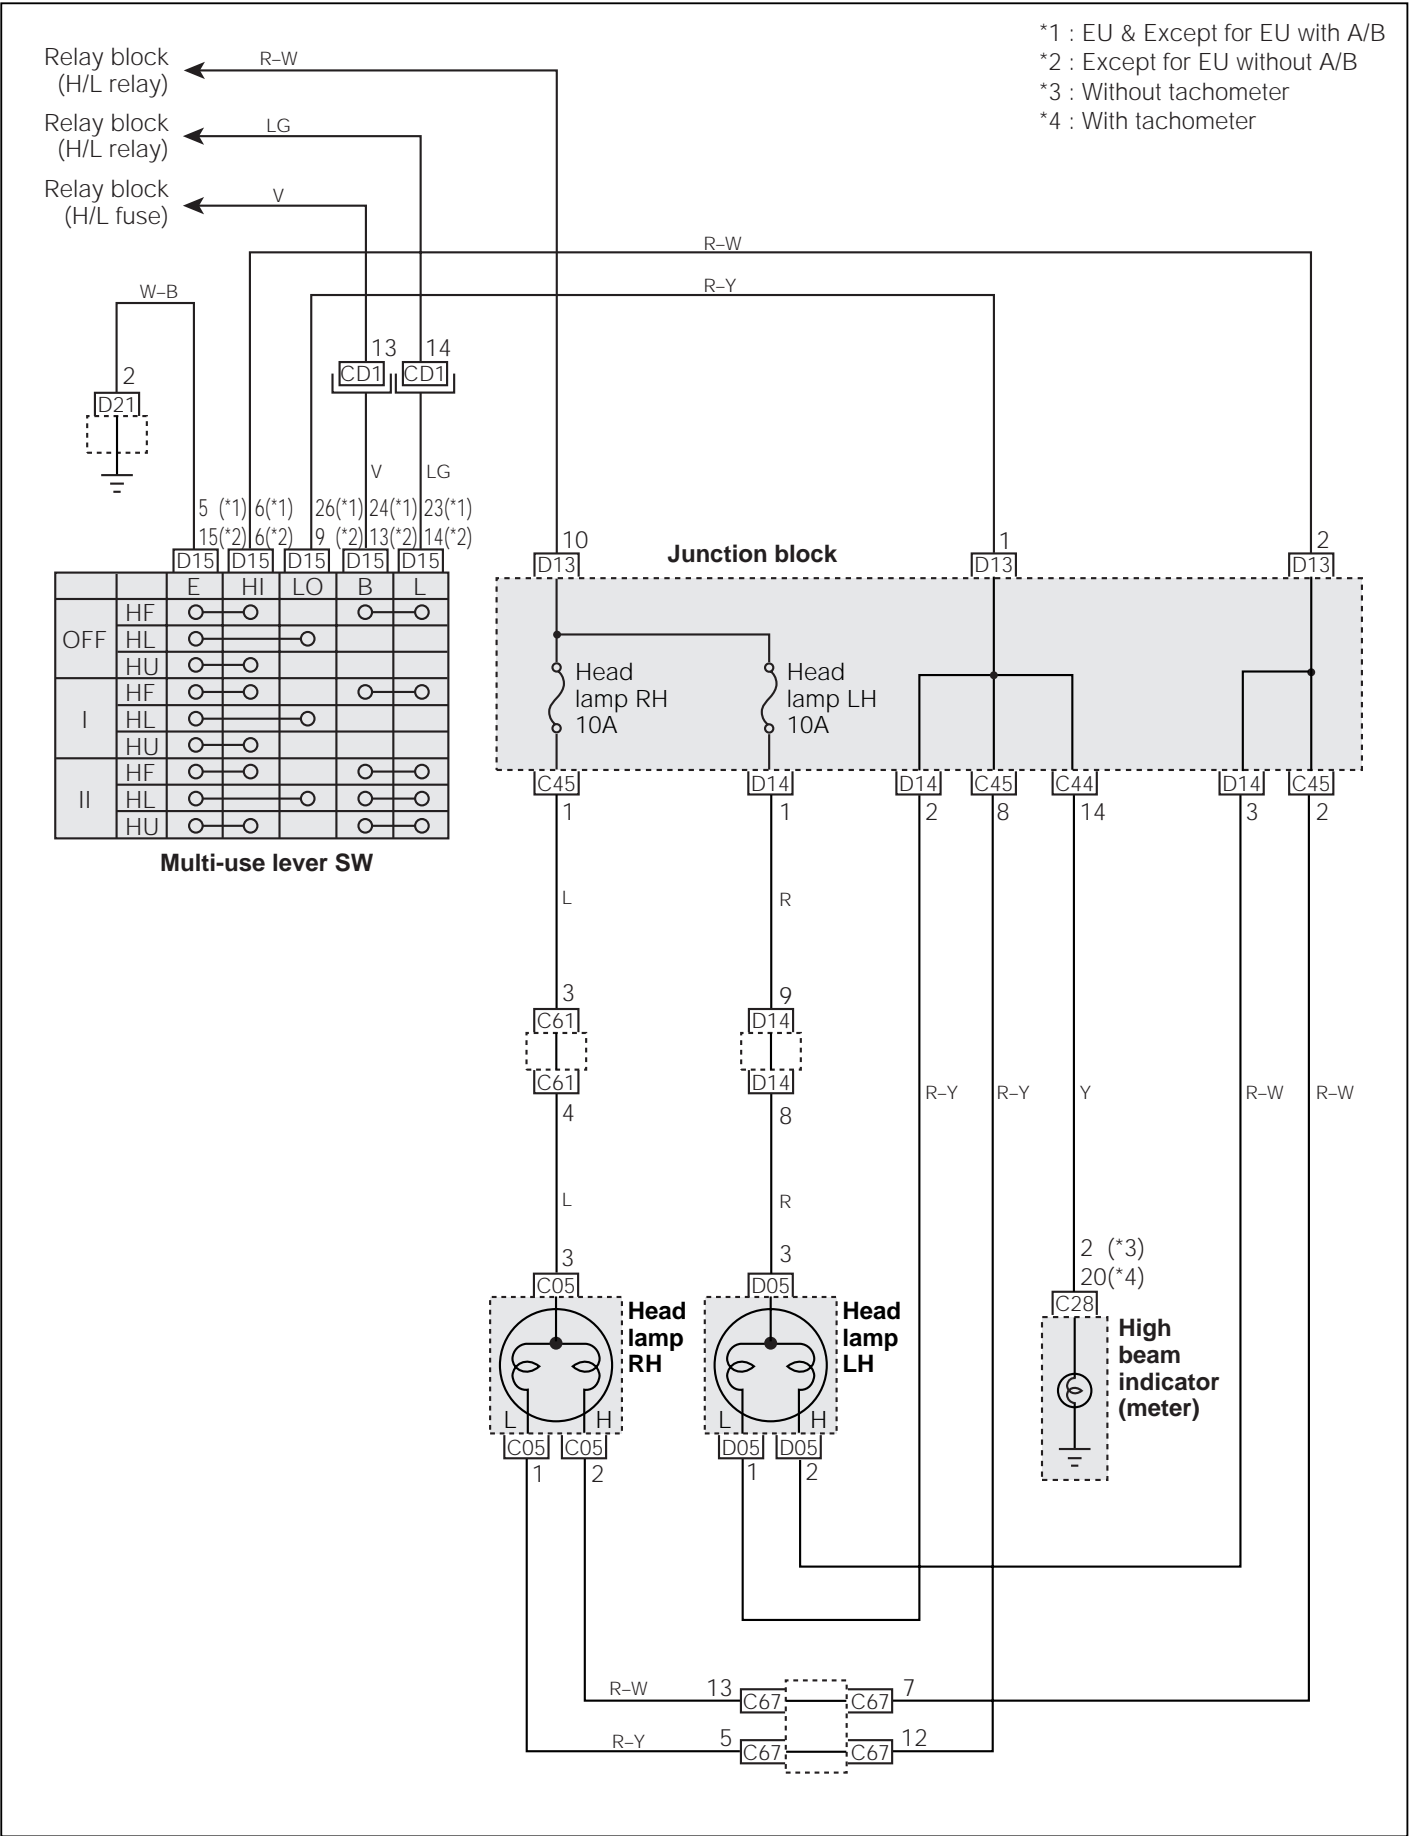 *1 : EU & Except for EU with A/B
*2 : Except for EU without A/B
*3 : Without tachometer
*4 : With tachometer
Relay block
(H/L relay)
R–W
Relay block
(H/L relay)
LG
Relay block
(H/L fuse)
V
R–W
R–Y
W–B
13
14
CD1
CD1
2
D21
V
LG
5 (*1) 6(*1) 26(*1) 24(*1) 23(*1)
15(*2) 6(*2) 9 (*2) 13(*2) 14(*2)
D15 D15 D15 D15 D15
E HI LO B L
OFF
HF
HL
HU
I
HF
HL
HU
II
HF
HL
HU
Multi-use lever SW
10
D13
Junction block
1
D13
2
D13
Head
lamp RH
10A
Head
lamp LH
10A
C45 D14 D14 C45 C44 D14 C45
1 1 2 8 14 3 2
L
R
3
C61
9
D14
C61
4
D14
8
R–Y
R–Y
Y
R–W
R–W
L
R
3
C05
3
D05
2 (*3)
20(*4)
C28
Head
lamp
RH
Head
lamp
LH
High
beam
indicator
(meter)
L H
L H
C05 C05
D05 D05
1 2
1 2
R–W
13
C67
C67
7
R–Y
5
C67
C67
12